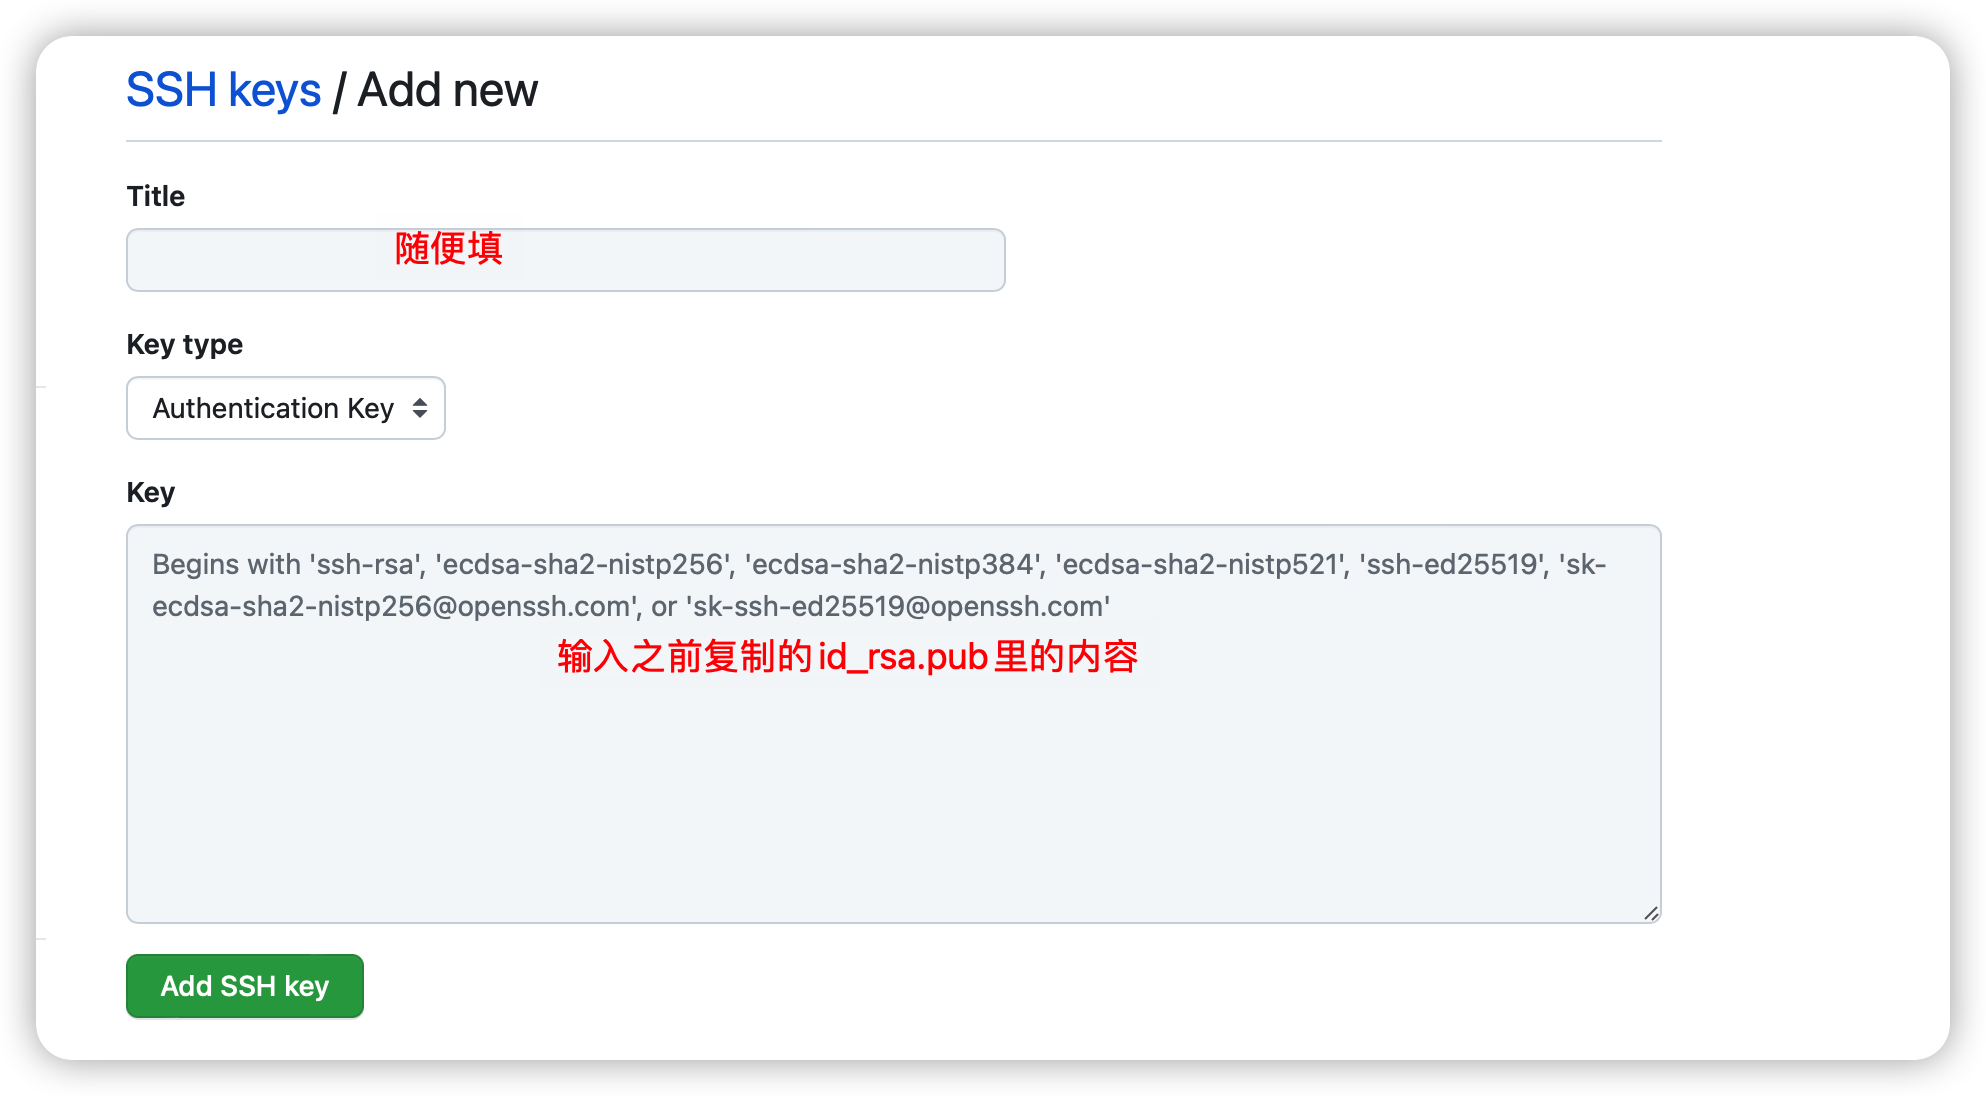 SSH keys / Add new
Title
随便填
Key type
Authentication Key
Key
Begins with 'ssh-rsa', 'ecdsa-sha2-nistp256', 'ecdsa-sha2-nistp384', 'ecdsa-sha2-nistp521', 'ssh-ed25519', 'sk-
ecdsa-sha2-nistp256@openssh.com', or 'sk-ssh-ed25519@openssh.com'
输入之前复制的id_rsa.pub里的内容
Add SSH key